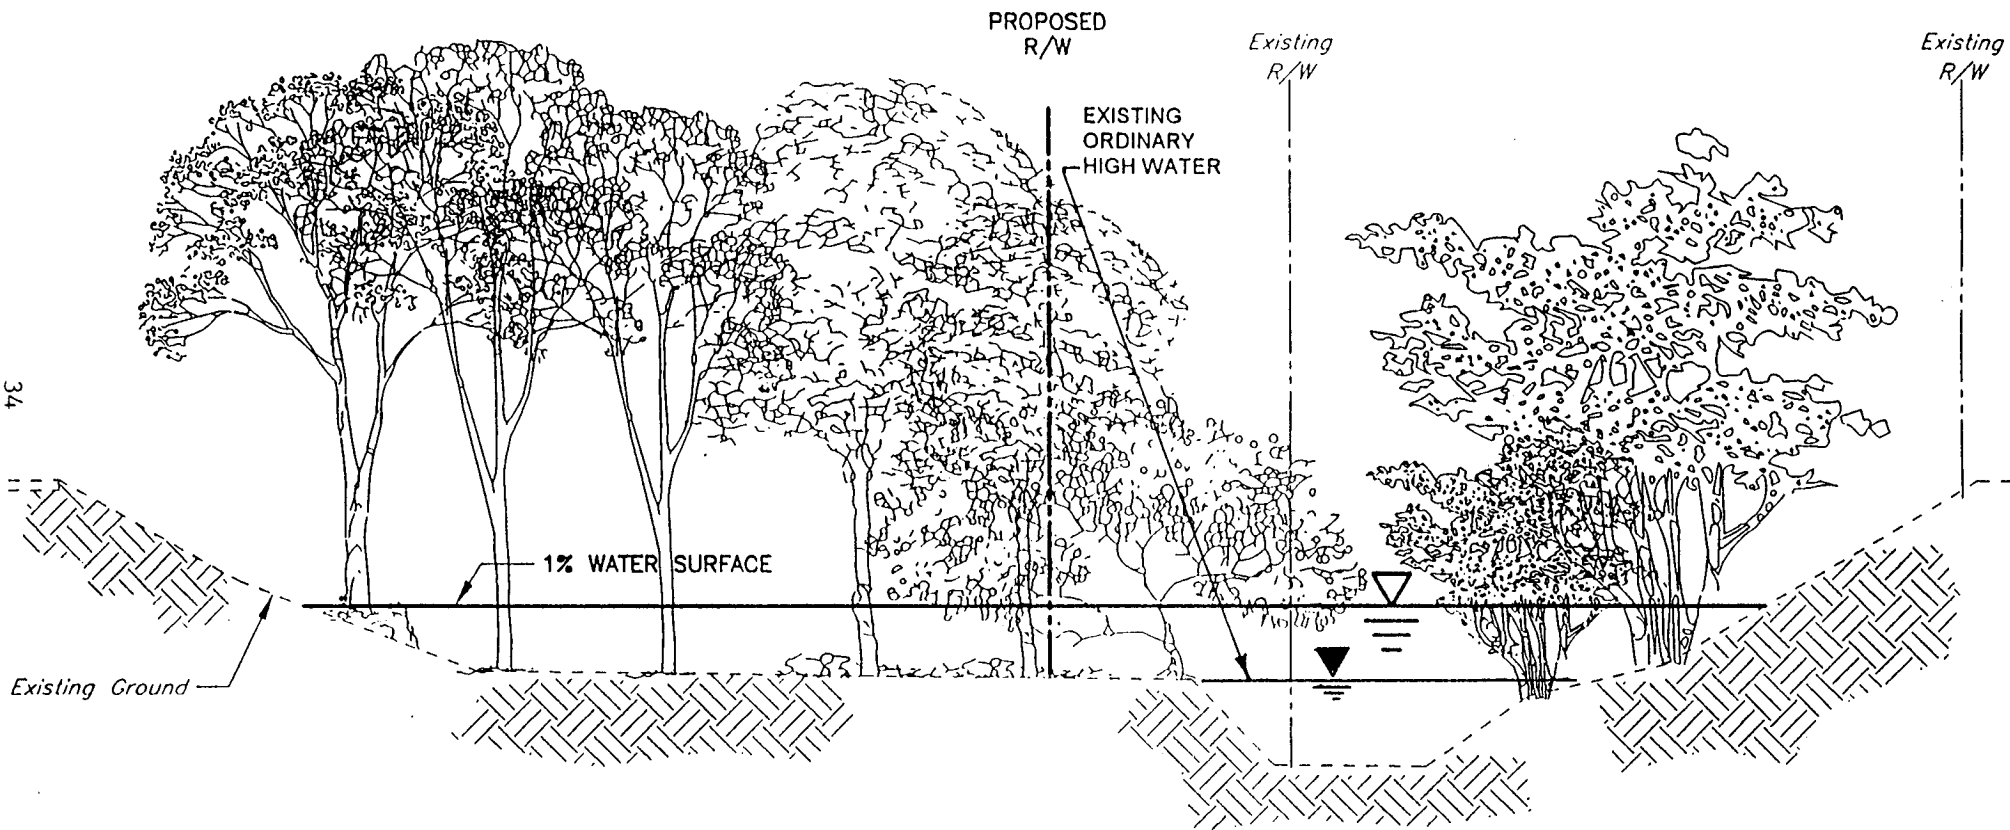 PROPOSED
R/W
Existing
R/W
Existing
R/W
EXISTING
ORDINARY
HIGH WATER
34
1% WATER SURFACE
Existing Ground